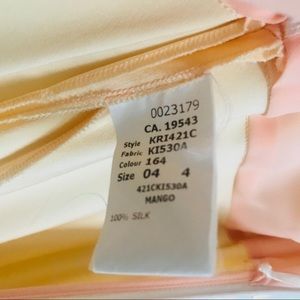 0023179
CA. 19543
Style KRI421C
Fabric KI530A
Colour 164
Size 04 4
421CKI530A
MANGO
100% SILK